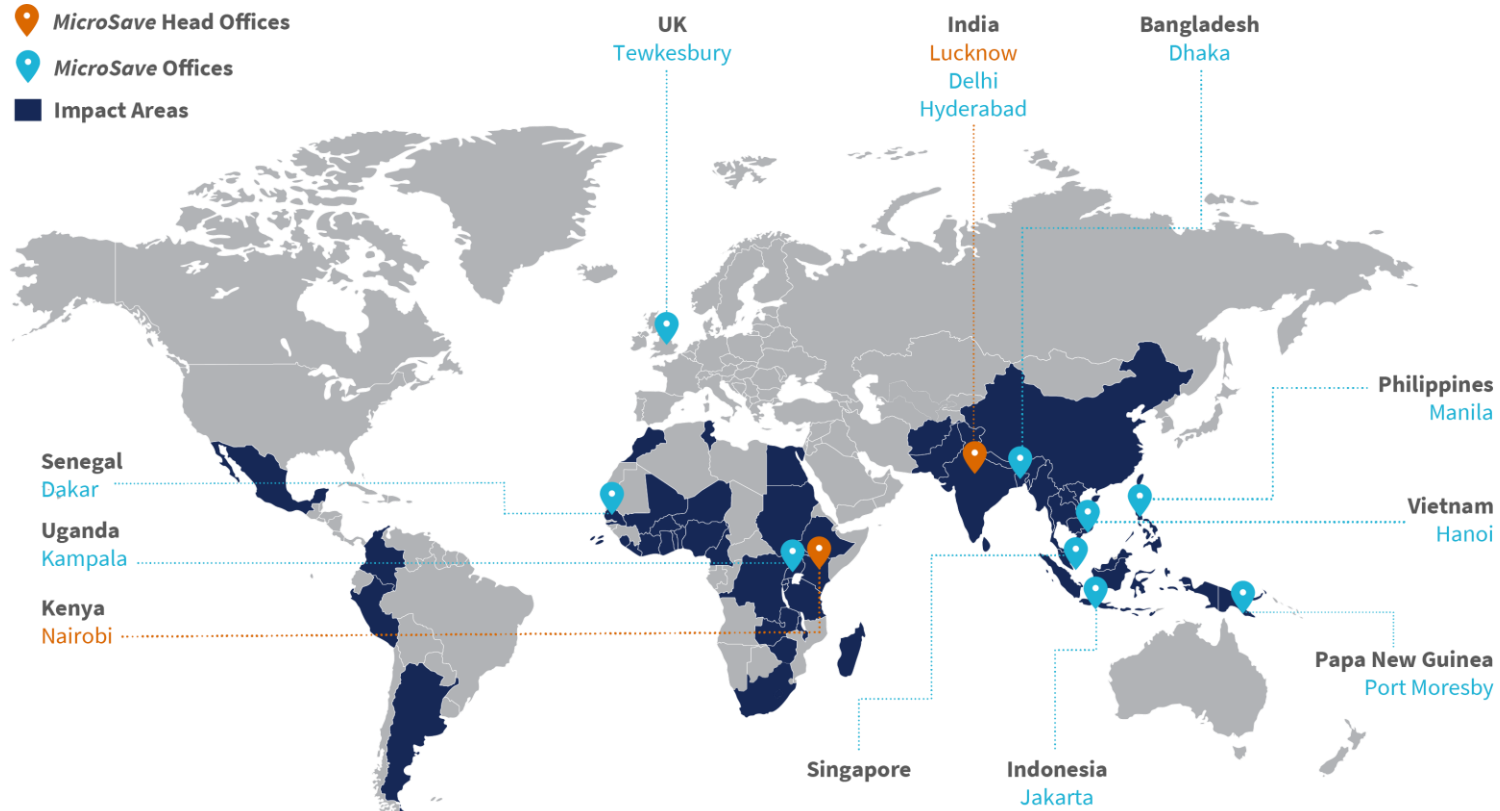 MicroSave Head Offices
MicroSave Offices
Impact Areas
UK
Tewkesbury
India
Lucknow
Delhi
Hyderabad
Bangladesh
Dhaka
Philippines
Manila
Senegal
Dakar
Vietnam
Hanoi
Uganda
Kampala
Kenya
Nairobi
Papa New Guinea
Port Moresby
Singapore
Indonesia
Jakarta